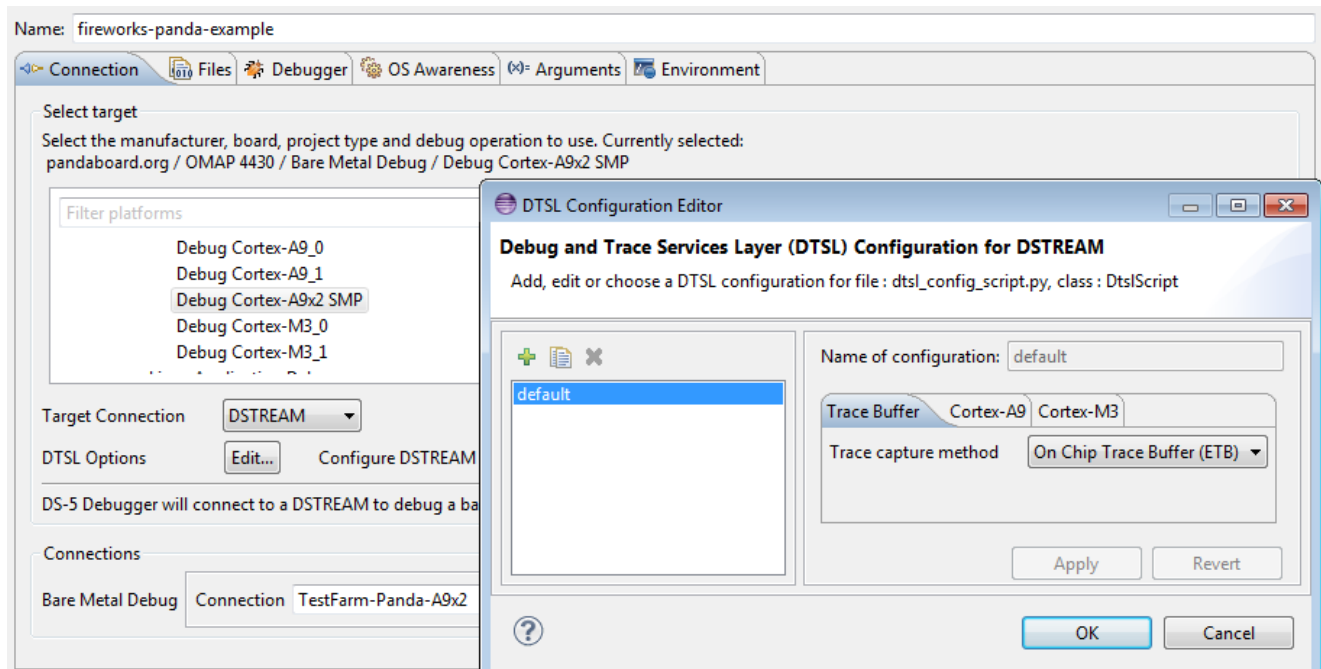 Name: fireworks-panda-example
Connection Files Debugger OS Awareness (x)= Arguments Environment
Select target
Select the manufacturer, board, project type and debug operation to use. Currently selected:
pandaboard.org / OMAP 4430 / Bare Metal Debug / Debug Cortex-A9x2 SMP
Filter platforms
Debug Cortex-A9_0
Debug Cortex-A9_1
Debug Cortex-A9x2 SMP
Debug Cortex-M3_0
Debug Cortex-M3_1
Target Connection DSTREAM
DTSL Options Edit... Configure DSTREAM
DS-5 Debugger will connect to a DSTREAM to debug a ba
Connections
Bare Metal Debug Connection TestFarm-Panda-A9x2
DTSL Configuration Editor
Debug and Trace Services Layer (DTSL) Configuration for DSTREAM
Add, edit or choose a DTSL configuration for file : dtsl_config_script.py, class : DtslScript
default
Name of configuration: default
Trace Buffer Cortex-A9 Cortex-M3
Trace capture method On Chip Trace Buffer (ETB)
Apply Revert
OK Cancel